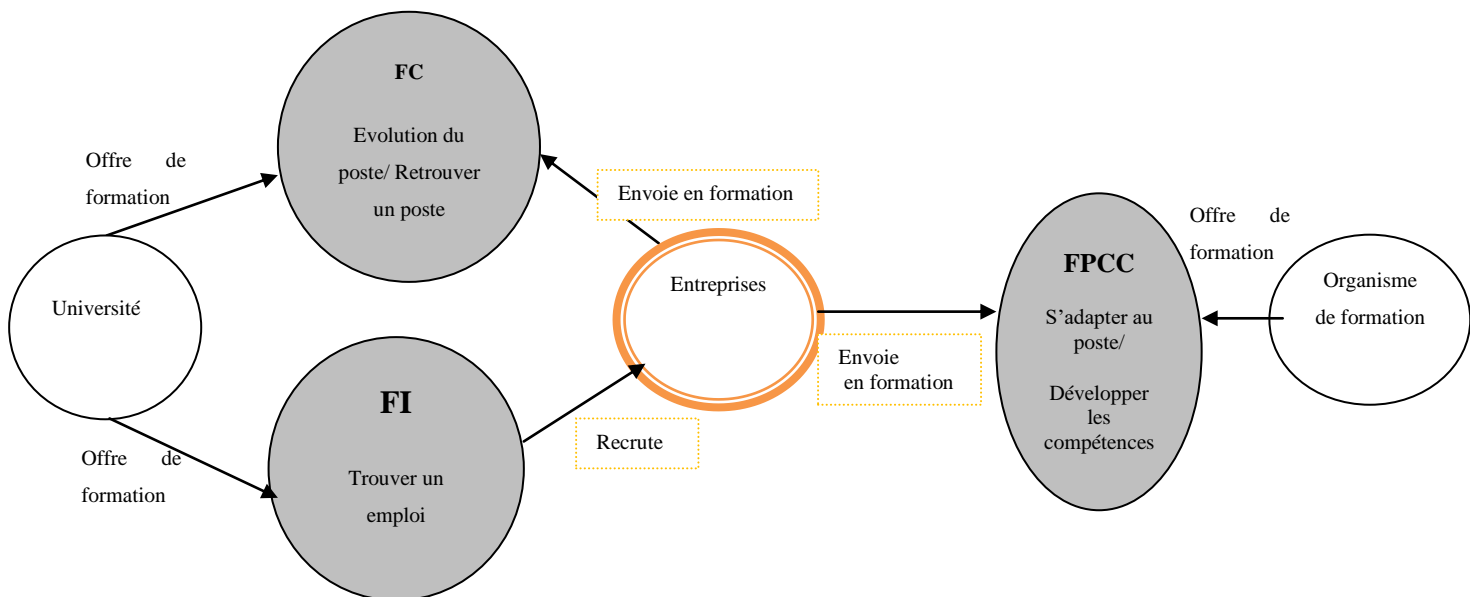 FC
Evolution du
poste/ Retrouver
un poste
Offre de
formation
Envoie en formation
Université
Entreprises
FPCC
S’adapter au
poste/
Développer
les
compétences
Offre de
formation
Organisme
de formation
Envoie
en formation
FI
Trouver un
emploi
Recrute
Offre de
formation